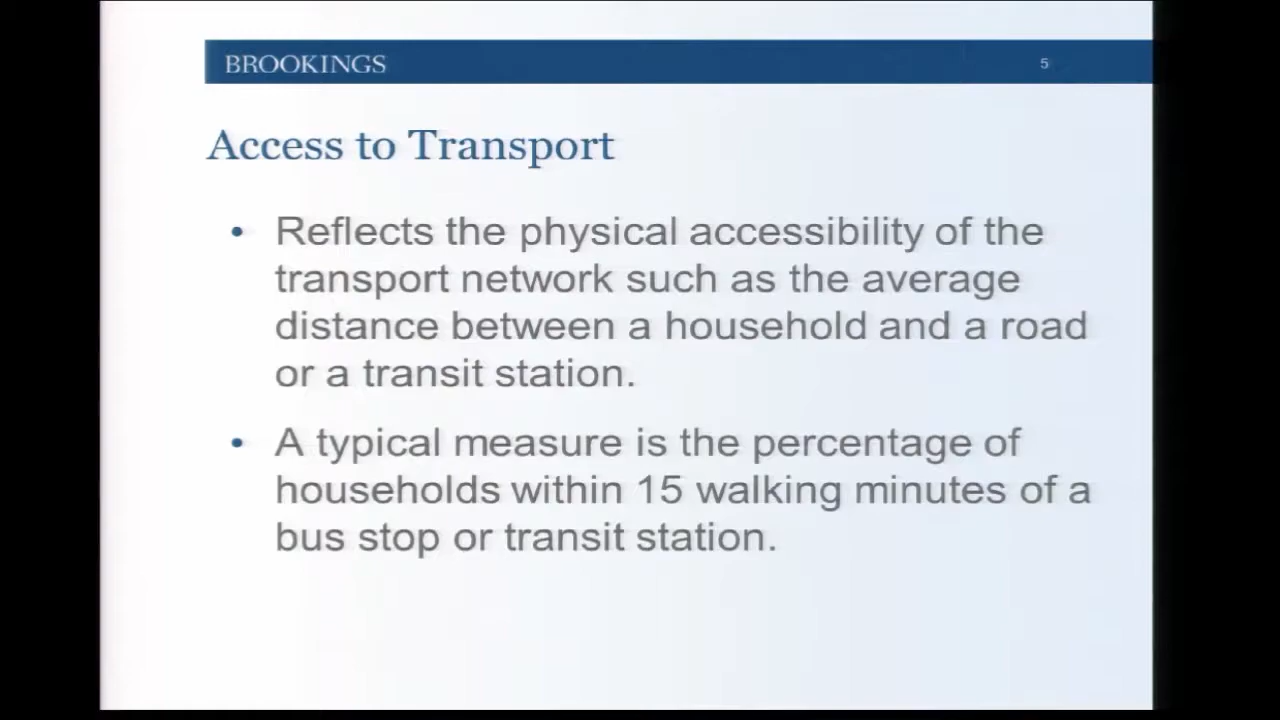 BROOKINGS 5
Access to Transport
• Reflects the physical accessibility of the
transport network such as the average
distance between a household and a road
or a transit station.
• A typical measure is the percentage of
households within 15 walking minutes of a
bus stop or transit station.